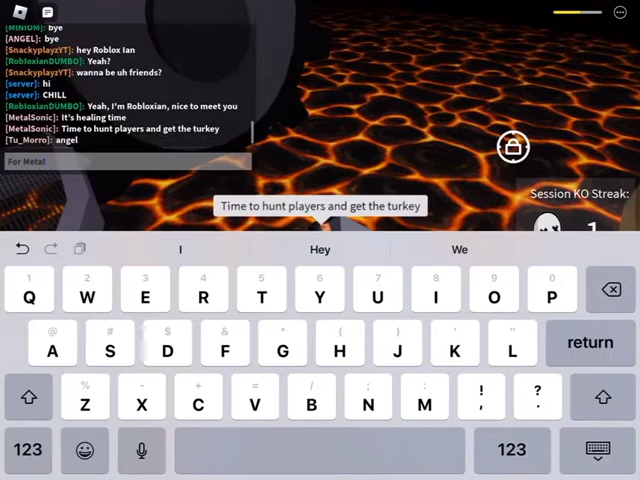 [MINIOM]: bye
[ANGEL]: bye
[SnackyplayzYT]: hey Roblox Ian
[RobloxianDUMBO]: Yeah?
[SnackyplayzYT]: wanna be uh friends?
[server]: hi
[server]: CHILL
[RobloxianDUMBO]: Yeah, I'm Robloxian, nice to meet you
[MetalSonic]: It's healing time
[MetalSonic]: Time to hunt players and get the turkey
[Tu_Morro]: angel
For Metal
Time to hunt players and get the turkey
Session KO Streak:
1
I Hey We
1 2 3 4 5 6 7 8 9 0
Q W E R T Y U I O P
@ # $ & * ( ) ' "
A S D F G H J K L return
% - + = / ; : ! ?
Z X C V B N M , .
123 123